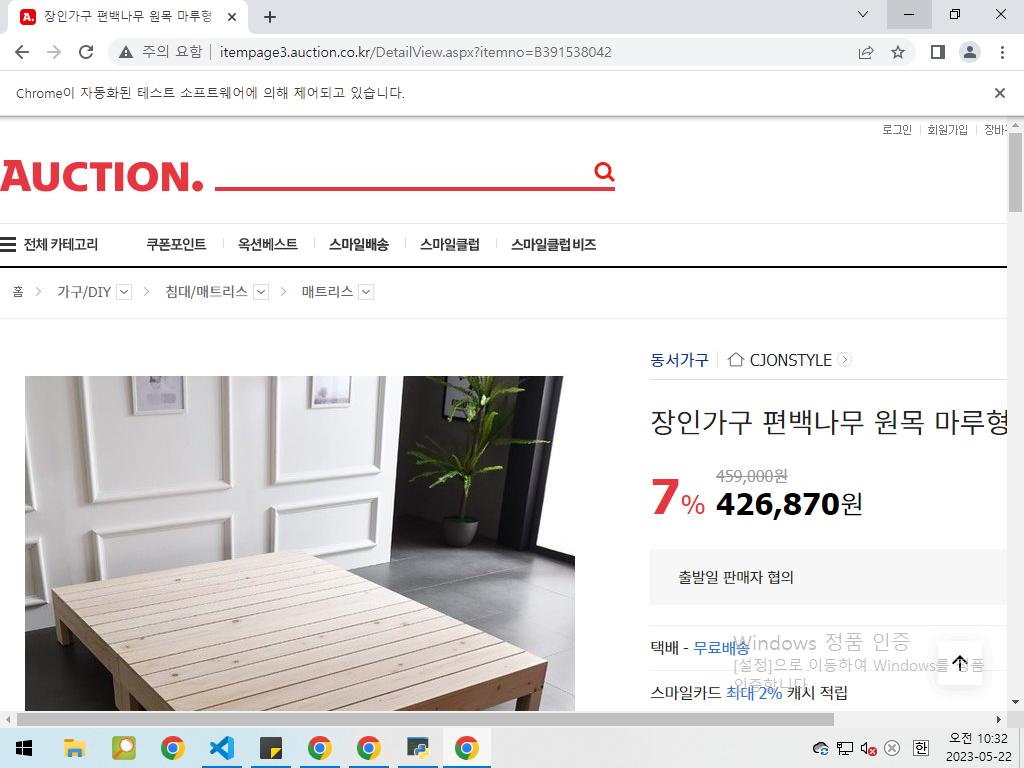 장인가구 편백나무 원목 마루형
주의 요함
itempage3.auction.co.kr/DetailView.aspx?itemno=B391538042
Chrome이 자동화된 테스트 소프트웨어에 의해 제어되고 있습니다.
로그인 회원가입 장바
AUCTION.
전체 카테고리 쿠폰포인트 옥션베스트 스마일배송 스마일클럽 스마일클럽 비즈
홈 가구/DIY 침대/매트리스 매트리스
동서가구 CJONSTYLE
장인가구 편백나무 원목 마루형
459,000원
7% 426,870원
출발일 판매자 협의
택배 - 무료배송
Windows 정품 인증
[설정]으로 이동하여 Windows를 정품
인증합니다.
스마일카드 최대 2% 캐시 적립
한
오전 10:32
2023-05-22